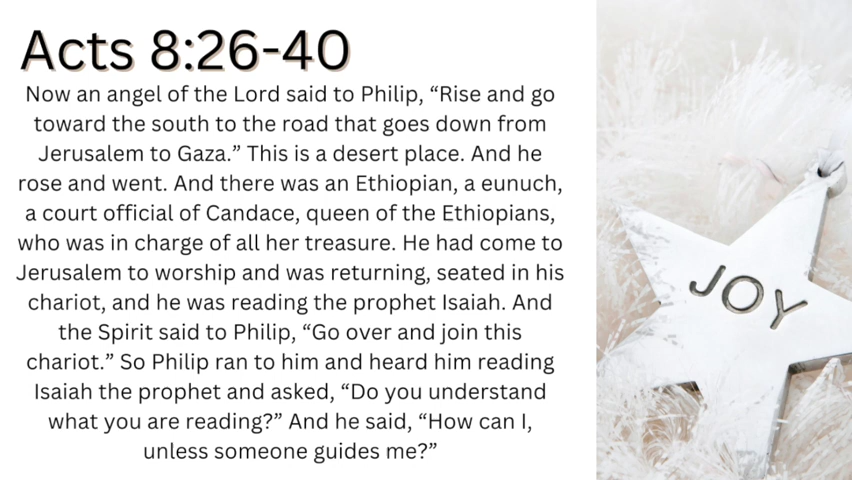 Acts 8:26-40
Now an angel of the Lord said to Philip, “Rise and go
toward the south to the road that goes down from
Jerusalem to Gaza.” This is a desert place. And he
rose and went. And there was an Ethiopian, a eunuch,
a court official of Candace, queen of the Ethiopians,
who was in charge of all her treasure. He had come to
Jerusalem to worship and was returning, seated in his
chariot, and he was reading the prophet Isaiah. And
the Spirit said to Philip, “Go over and join this
chariot.” So Philip ran to him and heard him reading
Isaiah the prophet and asked, “Do you understand
what you are reading?” And he said, “How can I,
unless someone guides me?”
JOY